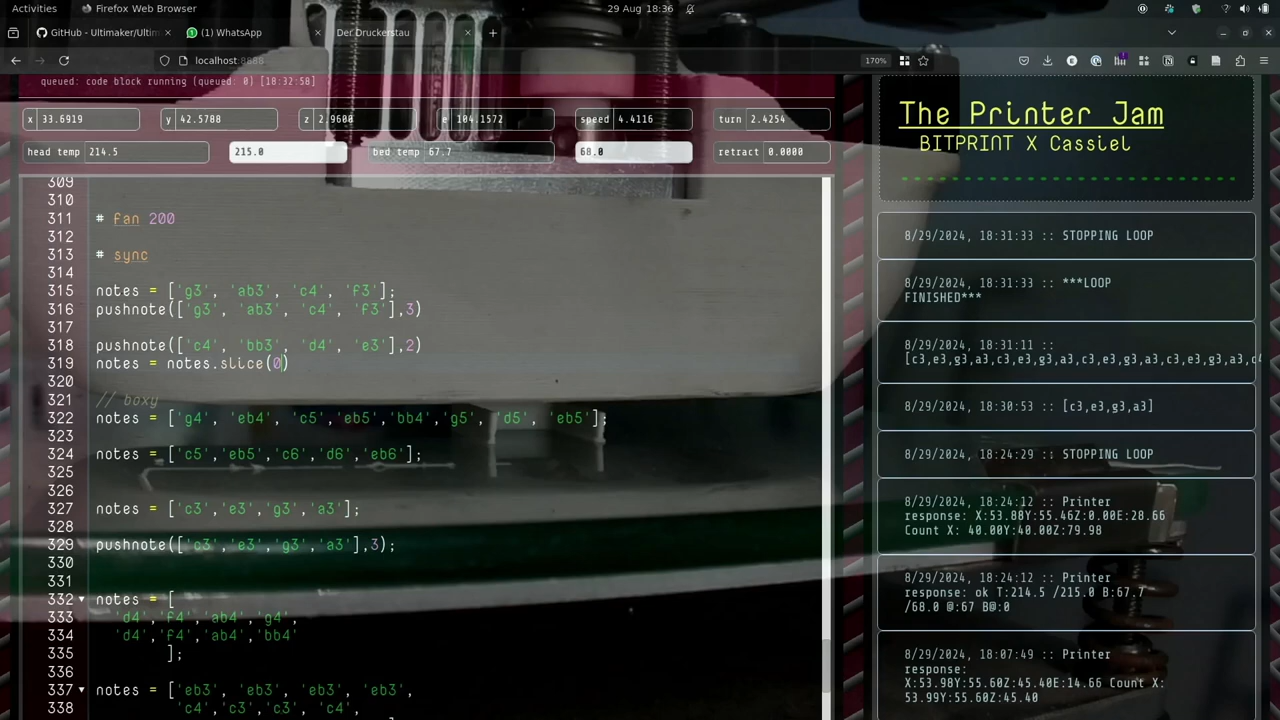 Activities
Firefox Web Browser
29 Aug 18:36
GitHub - Ultimaker/Ultim
(1) WhatsApp
Der Druckerstau
localhost:8888
170%
queued: code block running (queued: 0) [18:32:58]
x 33.6919 y 42.5788 z 2.9600 e 104.1572 speed 4.4116 turn 2.4254
head temp 214.5 215.0 bed temp 67.7 68.0 retract 0.0000
309
310
311 # fan 200
312
313 # sync
314
315 notes = ['g3', 'ab3', 'c4', 'f3'];
316 pushnote(['g3', 'ab3', 'c4', 'f3'],3)
317
318 pushnote(['c4', 'bb3', 'd4', 'e3'],2)
319 notes = notes.slice(0)
320
321 // boxy
322 notes = ['g4', 'eb4', 'c5','eb5','bb4','g5', 'd5', 'eb5'];
323
324 notes = ['c5','eb5','c6','d6','eb6'];
325
326
327 notes = ['c3','e3','g3','a3'];
328
329 pushnote(['c3','e3','g3','a3'],3);
330
331
332 notes = [
333 'd4','f4','ab4','g4',
334 'd4','f4','ab4','bb4'
335 ];
336
337 notes = ['eb3', 'eb3', 'eb3', 'eb3',
338 'c4','c3','c3', 'c4',
The Printer Jam
BITPRINT X Cassiel
8/29/2024, 18:31:33 :: STOPPING LOOP
8/29/2024, 18:31:33 :: ***LOOP
FINISHED***
8/29/2024, 18:31:11 ::
[c3,e3,g3,a3,c3,e3,g3,a3,c3,e3,g3,a3,c3,e3,g3,a3,c
8/29/2024, 18:30:53 :: [c3,e3,g3,a3]
8/29/2024, 18:24:29 :: STOPPING LOOP
8/29/2024, 18:24:12 :: Printer
response: X:53.88Y:55.46Z:0.00E:28.66
Count X: 40.00Y:40.00Z:79.98
8/29/2024, 18:24:12 :: Printer
response: ok T:214.5 /215.0 B:67.7
/68.0 @:67 B@:0
8/29/2024, 18:07:49 :: Printer
response:
X:53.98Y:55.60Z:45.40E:14.66 Count X:
53.99Y:55.60Z:45.40